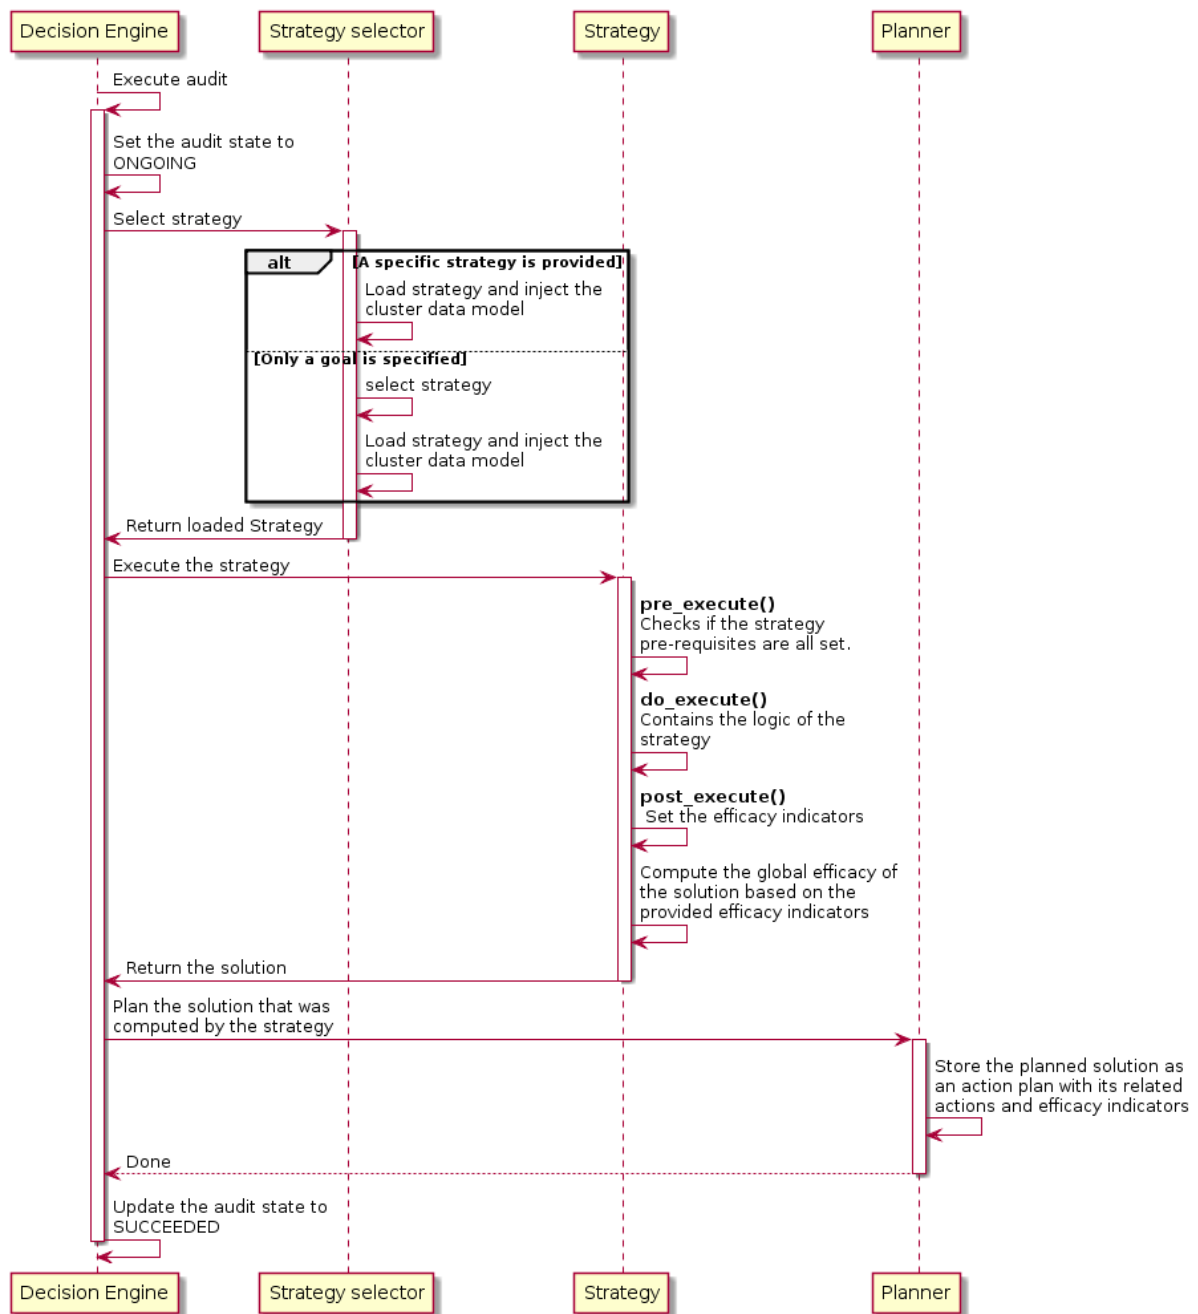 Decision Engine
Strategy selector
Strategy
Planner
Execute audit
Set the audit state to
ONGOING
Select strategy
alt
[A specific strategy is provided]
Load strategy and inject the
cluster data model
[Only a goal is specified]
select strategy
Load strategy and inject the
cluster data model
Return loaded Strategy
Execute the strategy
pre_execute()
Checks if the strategy
pre-requisites are all set.
do_execute()
Contains the logic of the
strategy
post_execute()
Set the efficacy indicators
Compute the global efficacy of
the solution based on the
provided efficacy indicators
Return the solution
Plan the solution that was
computed by the strategy
Store the planned solution as
an action plan with its related
actions and efficacy indicators
Done
Update the audit state to
SUCCEEDED
Decision Engine
Strategy selector
Strategy
Planner